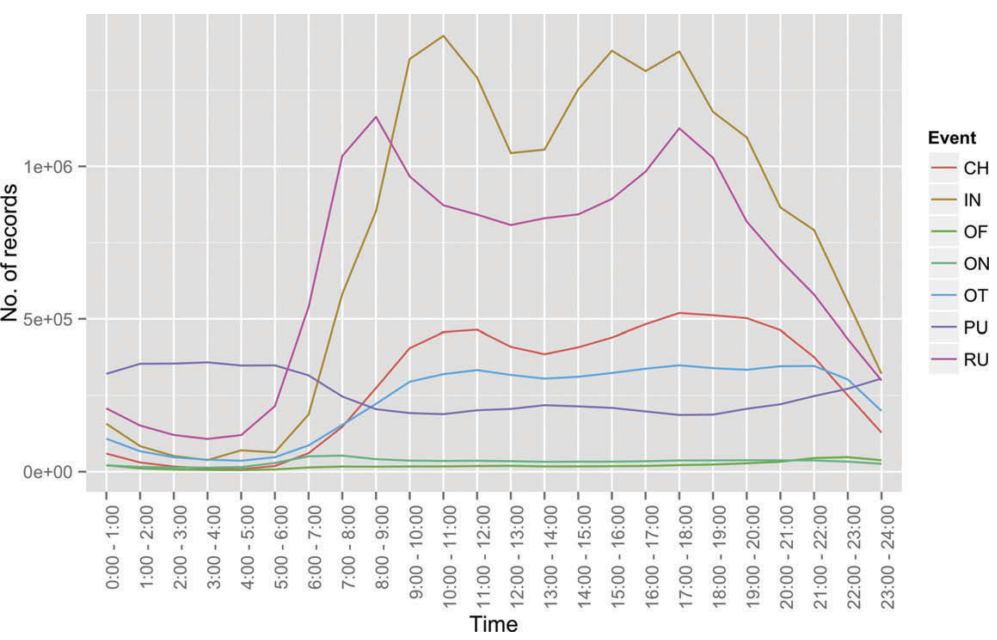 No. of records
1e+06
5e+05
0e+00
0:00 - 1:00
1:00 - 2:00
2:00 - 3:00
3:00 - 4:00
4:00 - 5:00
5:00 - 6:00
6:00 - 7:00
7:00 - 8:00
8:00 - 9:00
9:00 - 10:00
10:00 - 11:00
11:00 - 12:00
12:00 - 13:00
13:00 - 14:00
14:00 - 15:00
15:00 - 16:00
16:00 - 17:00
17:00 - 18:00
18:00 - 19:00
19:00 - 20:00
20:00 - 21:00
21:00 - 22:00
22:00 - 23:00
23:00 - 24:00
Time
Event
CH
IN
OF
ON
OT
PU
RU